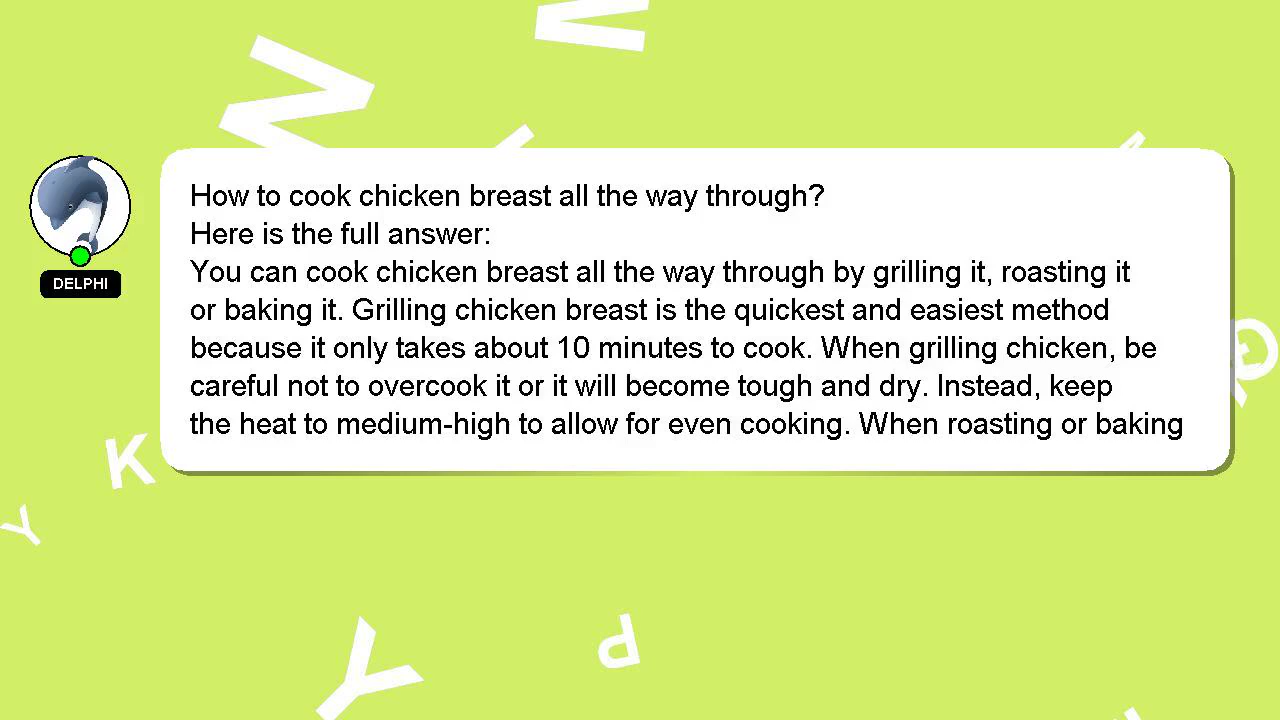 How to cook chicken breast all the way through?
Here is the full answer:
You can cook chicken breast all the way through by grilling it, roasting it
or baking it. Grilling chicken breast is the quickest and easiest method
because it only takes about 10 minutes to cook. When grilling chicken, be
careful not to overcook it or it will become tough and dry. Instead, keep
the heat to medium-high to allow for even cooking. When roasting or baking
DELPHI
K
Y
Y
P